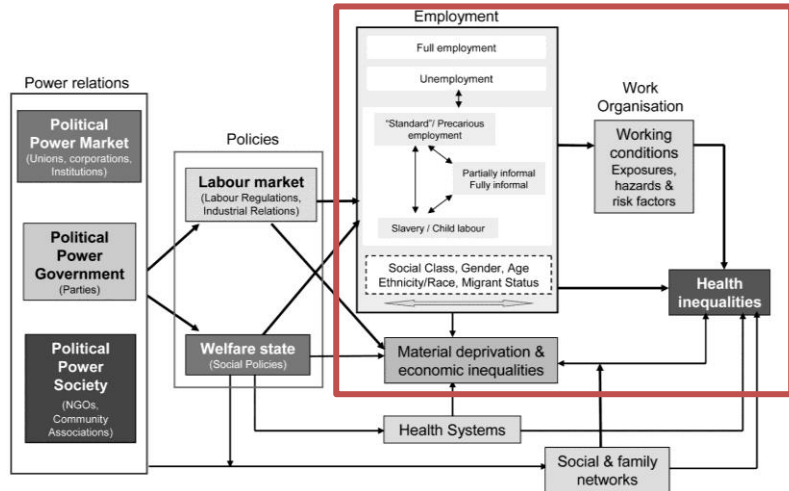 Power relations
Political
Power Market
(Unions, corporations,
Institutions)
Political
Power
Government
(Parties)
Political
Power
Society
(NGOs,
Community
Associations)
Policies
Labour market
(Labour Regulations,
Industrial Relations)
Welfare state
(Social Policies)
Employment
Full employment
Unemployment
"Standard"/ Precarious
employment
Partially informal
Fully informal
Slavery / Child labour
Social Class, Gender, Age
Ethnicity/Race, Migrant Status
Material deprivation &
economic inequalities
Health Systems
Social & family
networks
Work
Organisation
Working
conditions
Exposures,
hazards &
risk factors
Health
inequalities